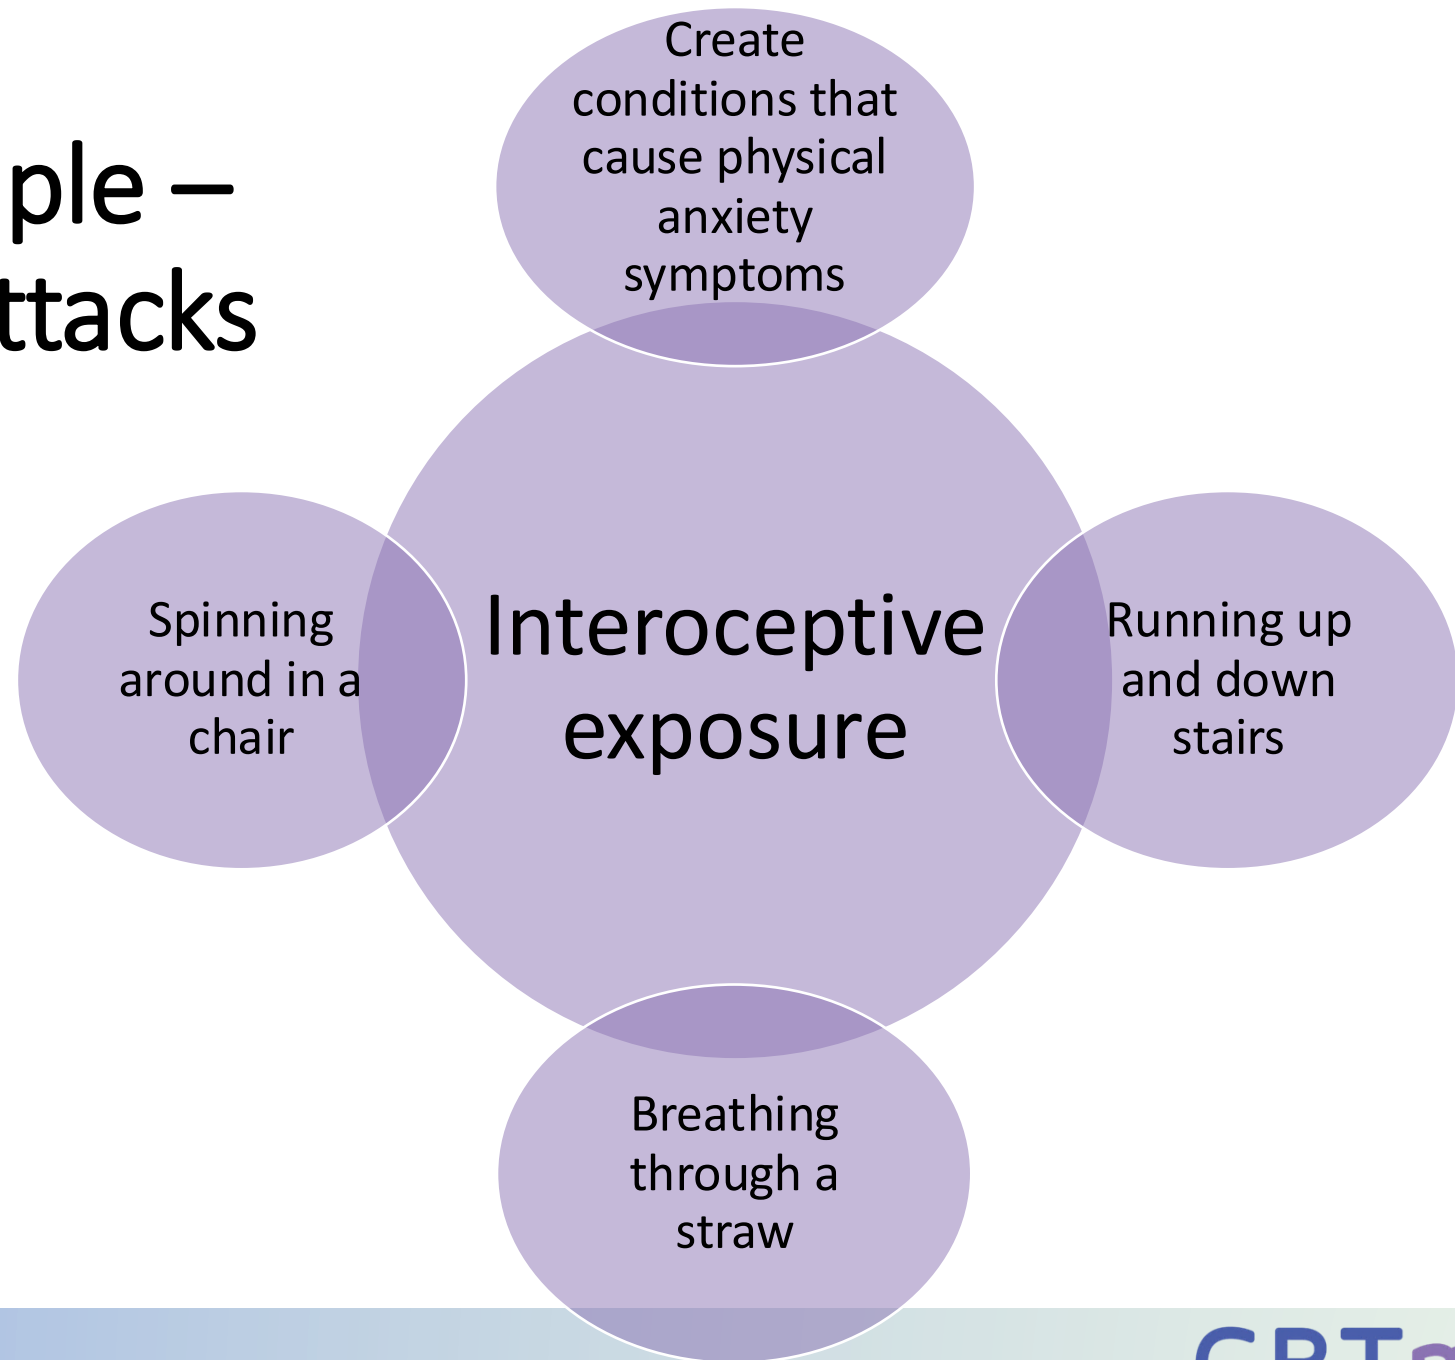 ple –
ttacks
Create
conditions that
cause physical
anxiety
symptoms
Spinning
around in a
chair
Interoceptive
exposure
Running up
and down
stairs
Breathing
through a
straw
CBT